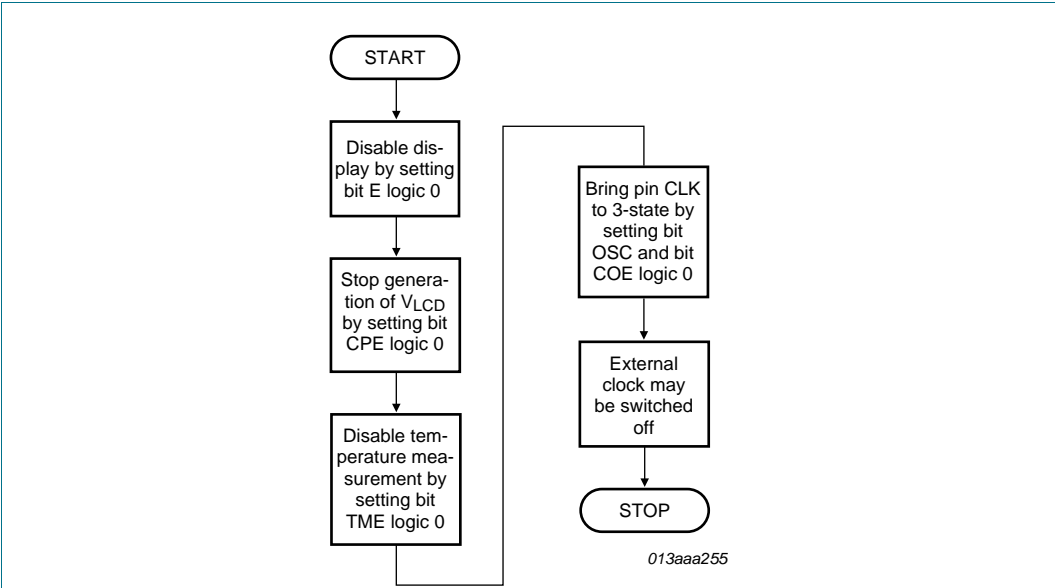 START
Disable dis-
play by setting
bit E logic 0
Stop genera-
tion of VLCD
by setting bit
CPE logic 0
Disable tem-
perature mea-
surement by
setting bit
TME logic 0
Bring pin CLK
to 3-state by
setting bit
OSC and bit
COE logic 0
External
clock may
be switched
off
STOP
013aaa255